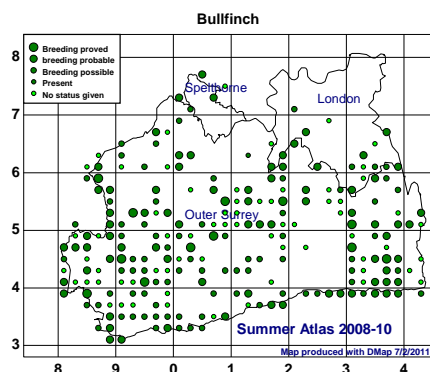 Bullfinch
8
Breeding proved
breeding probable
Breeding possible
Present
No status given
Spelthorne
London
7
6
5
Outer Surrey
4
Summer Atlas 2008-10
3
Map produced with DMap 7/2/2011
8 9 0 1 2 3 4